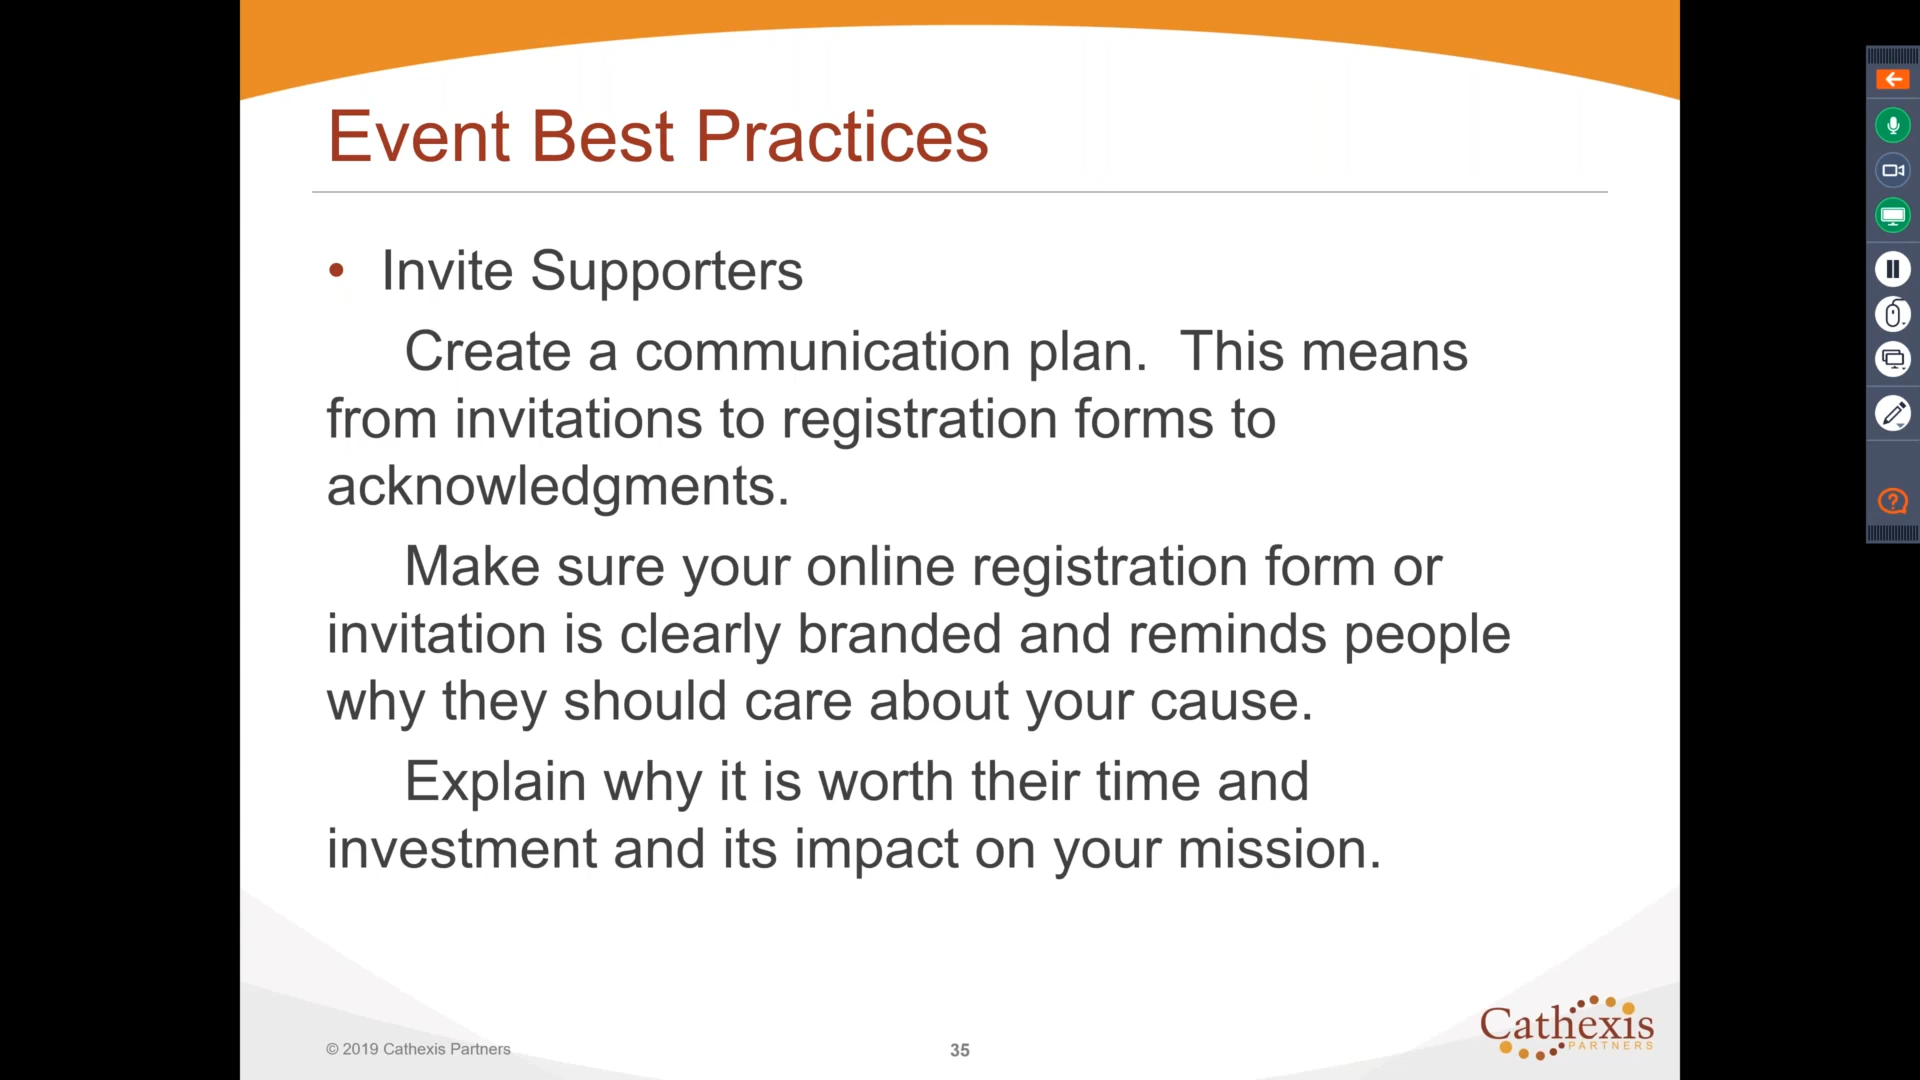 Event Best Practices
• Invite Supporters
Create a communication plan.  This means
from invitations to registration forms to
acknowledgments.
Make sure your online registration form or
invitation is clearly branded and reminds people
why they should care about your cause.
Explain why it is worth their time and
investment and its impact on your mission.
© 2019 Cathexis Partners
35
Cathexis
PARTNERS